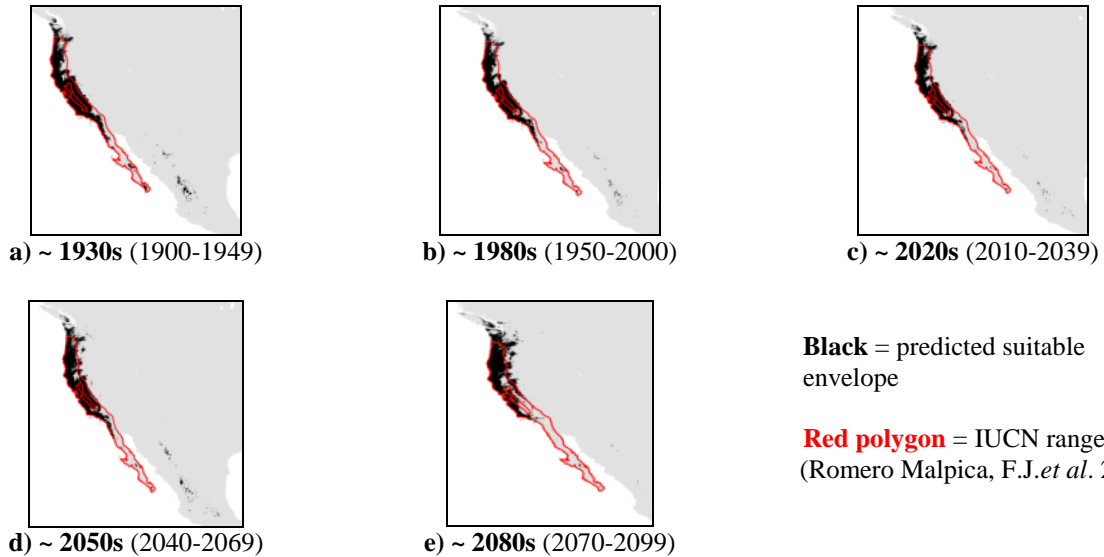 a) ~ 1930s (1900-1949)
b) ~ 1980s (1950-2000)
c) ~ 2020s (2010-2039)
Black = predicted suitable
envelope
Red polygon = IUCN range
(Romero Malpica, F.J.et al. 2
d) ~ 2050s (2040-2069)
e) ~ 2080s (2070-2099)